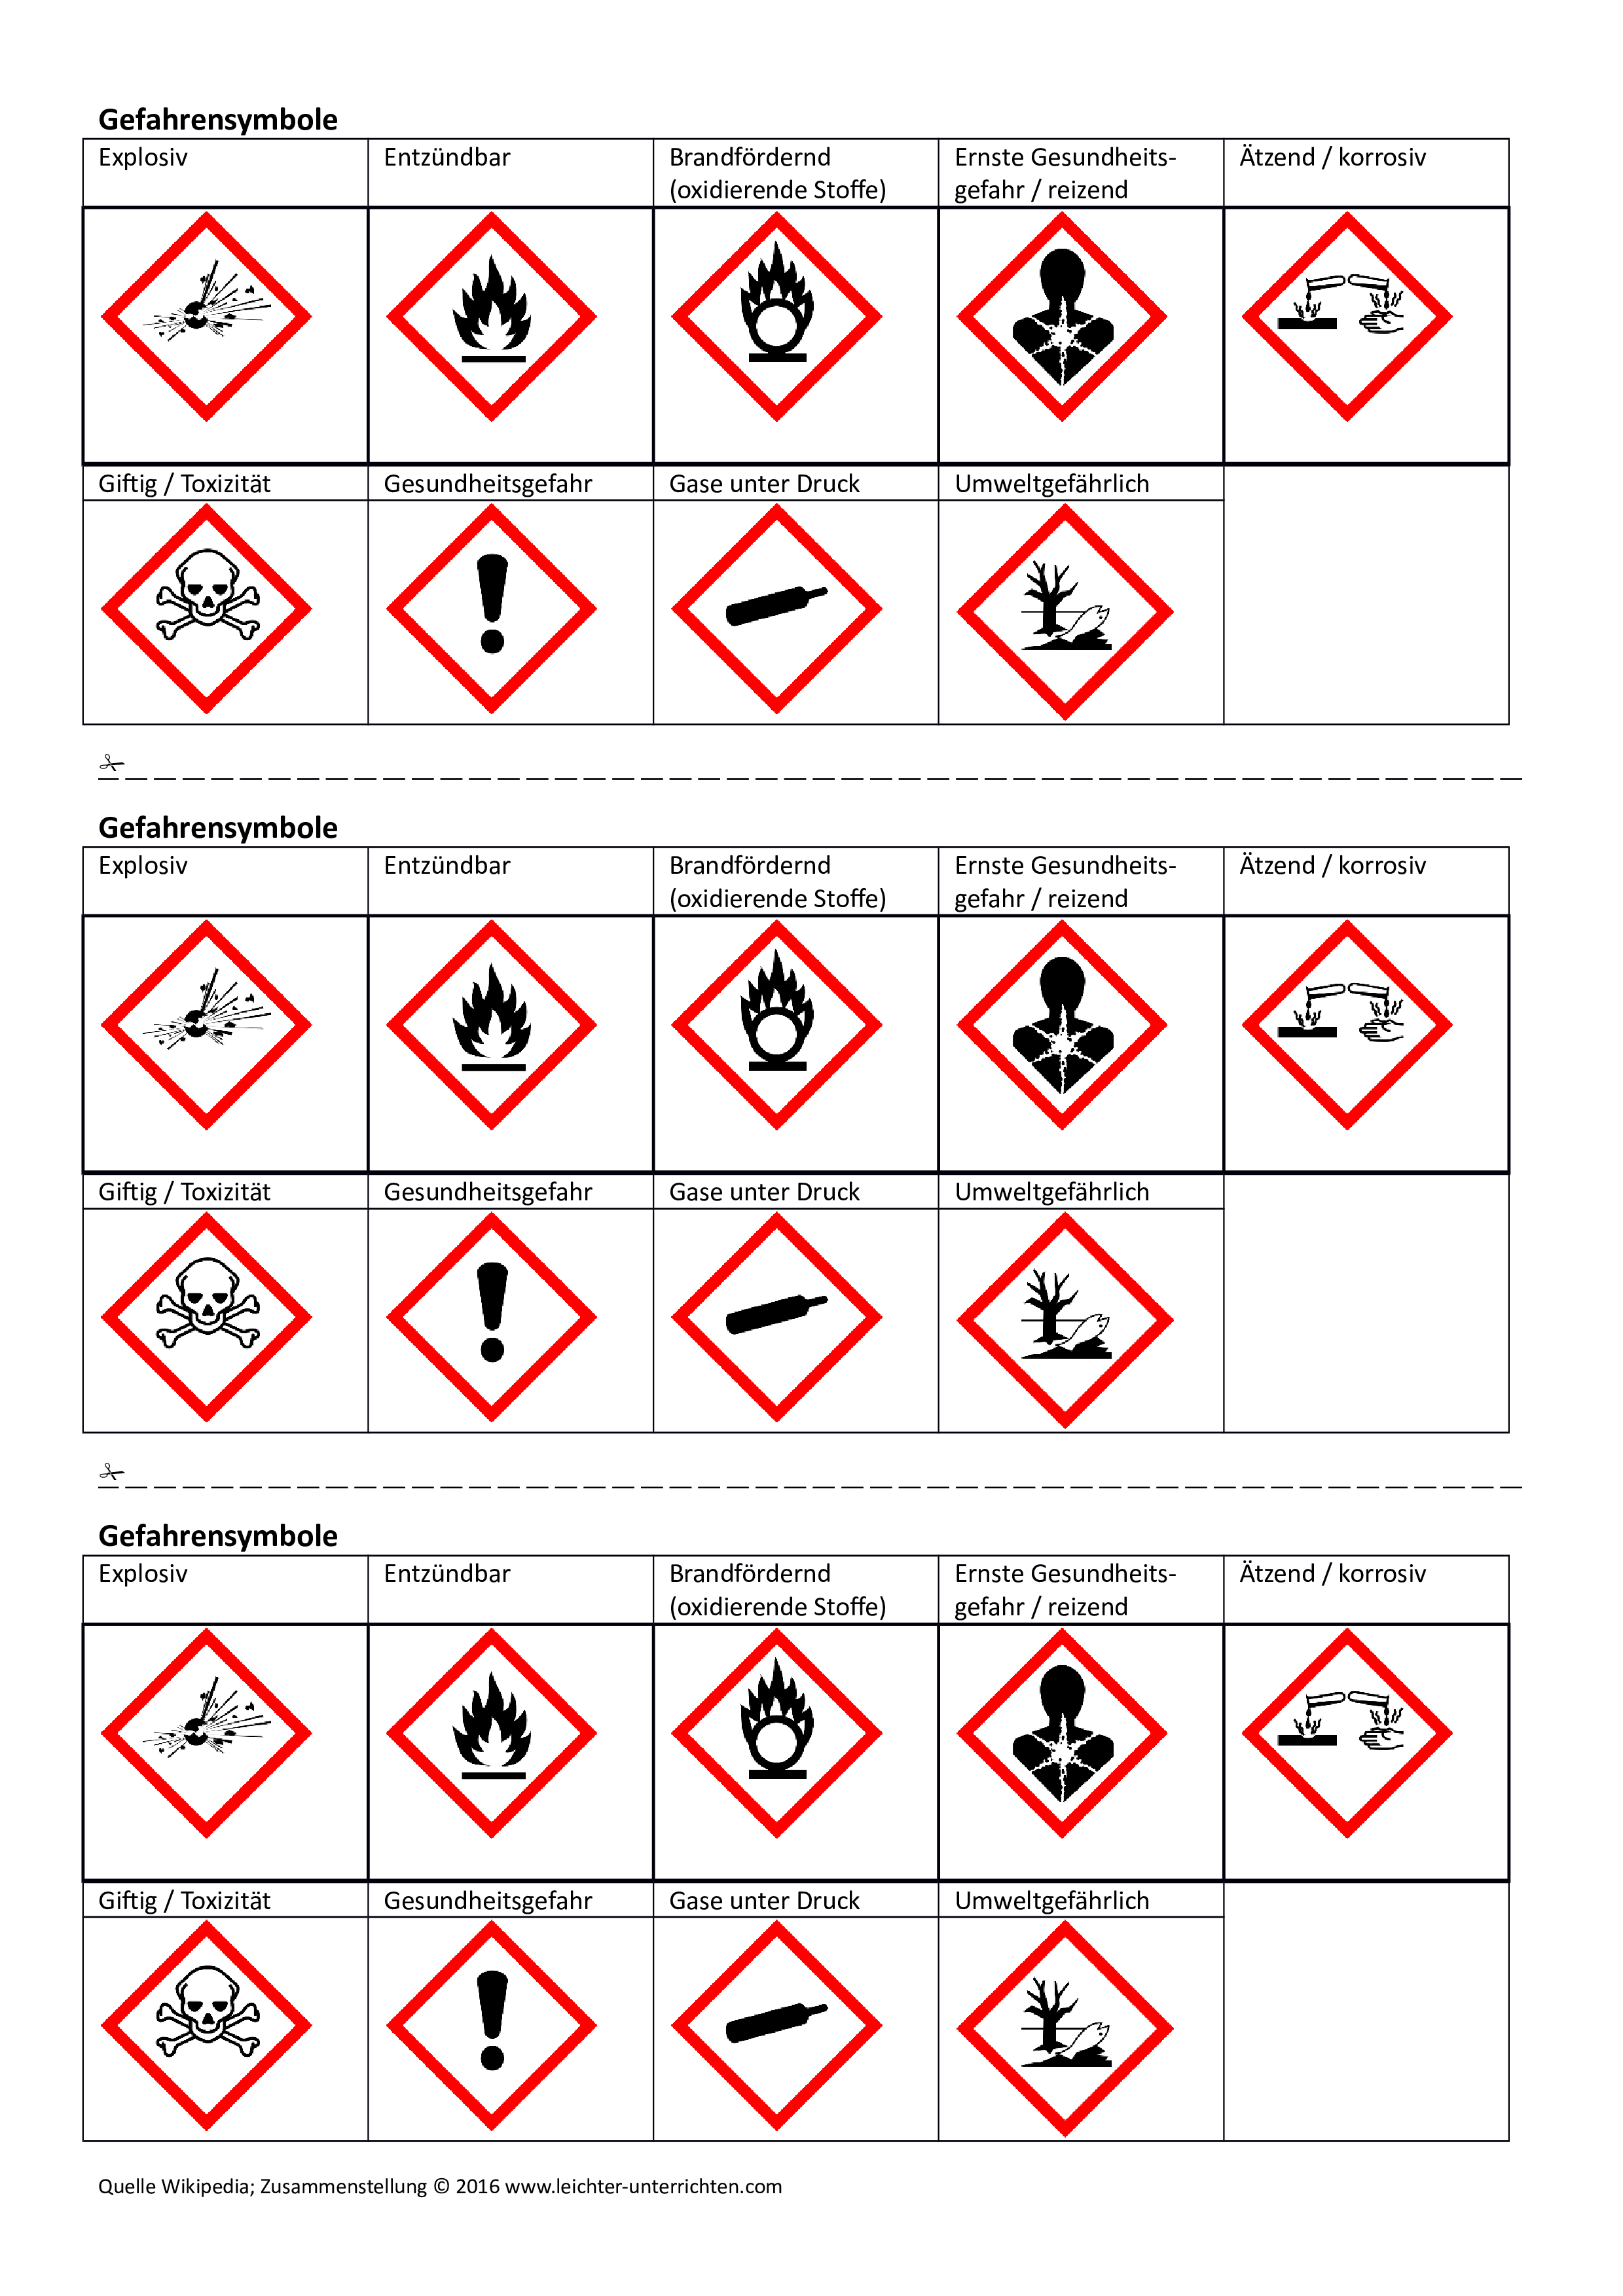 Gefahrensymbole
Explosiv
Entzündbar
Brandfördernd
(oxidierende Stoffe)
Ernste Gesundheits-
gefahr / reizend
Ätzend / korrosiv
Giftig / Toxizität
Gesundheitsgefahr
Gase unter Druck
Umweltgefährlich
Gefahrensymbole
Explosiv
Entzündbar
Brandfördernd
(oxidierende Stoffe)
Ernste Gesundheits-
gefahr / reizend
Ätzend / korrosiv
Giftig / Toxizität
Gesundheitsgefahr
Gase unter Druck
Umweltgefährlich
Gefahrensymbole
Explosiv
Entzündbar
Brandfördernd
(oxidierende Stoffe)
Ernste Gesundheits-
gefahr / reizend
Ätzend / korrosiv
Giftig / Toxizität
Gesundheitsgefahr
Gase unter Druck
Umweltgefährlich
Quelle Wikipedia; Zusammenstellung © 2016 www.leichter-unterrichten.com